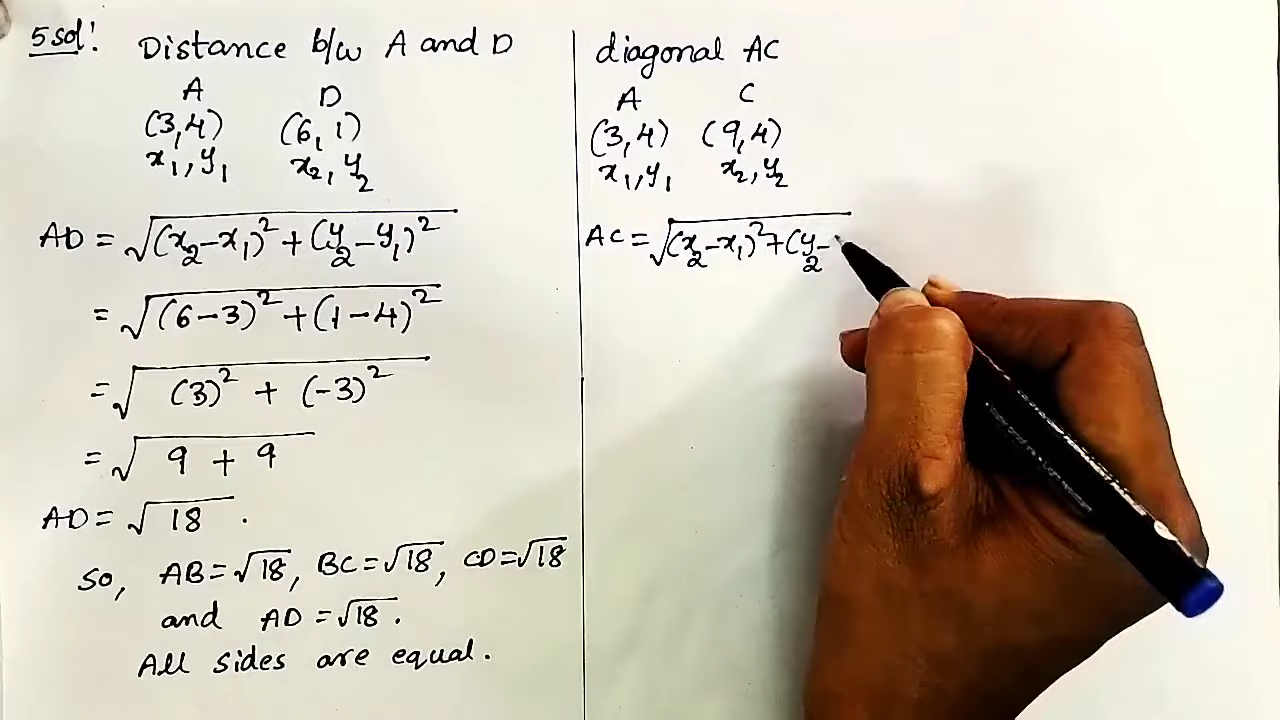 5 sol! Distance b/w A and D
A D
(3,4) (6,1)
x₁,y₁ x₂,y₂
AD = √(x₂-x₁)²+(y₂-y₁)²
= √(6-3)²+(1-4)²
= √(3)² + (-3)²
= √9 + 9
AD = √18 .
so, AB=√18, BC=√18, CD=√18
and AD =√18.
All sides are equal.
diagonal AC
A C
(3,4) (9,4)
x₁,y₁ x₂,y₂
AC=√(x₂-x₁)²+(y₂-